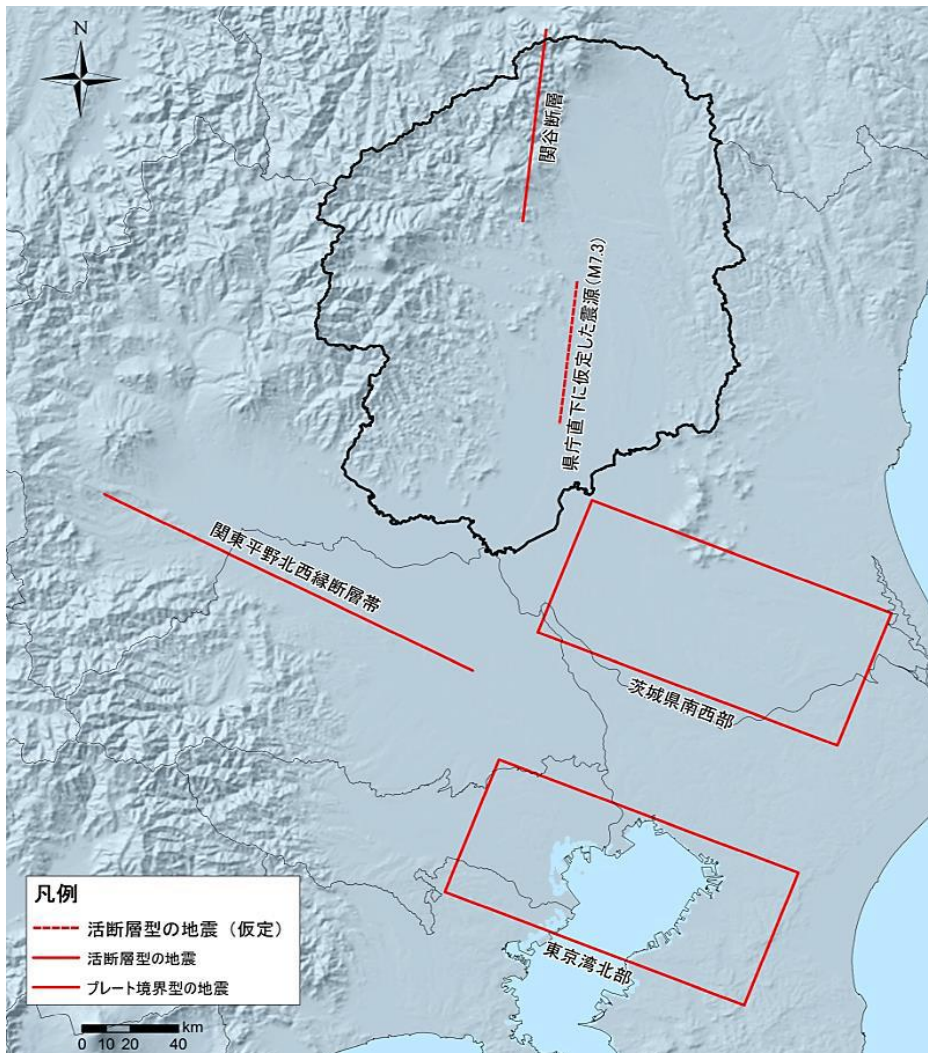 N
関谷断層
県庁直下に仮定した震源(M7.3)
関東平野北西縁断層帯
茨城県南西部
東京湾北部
凡例
活断層型の地震（仮定）
活断層型の地震
プレート境界型の地震
km
0 10 20 40